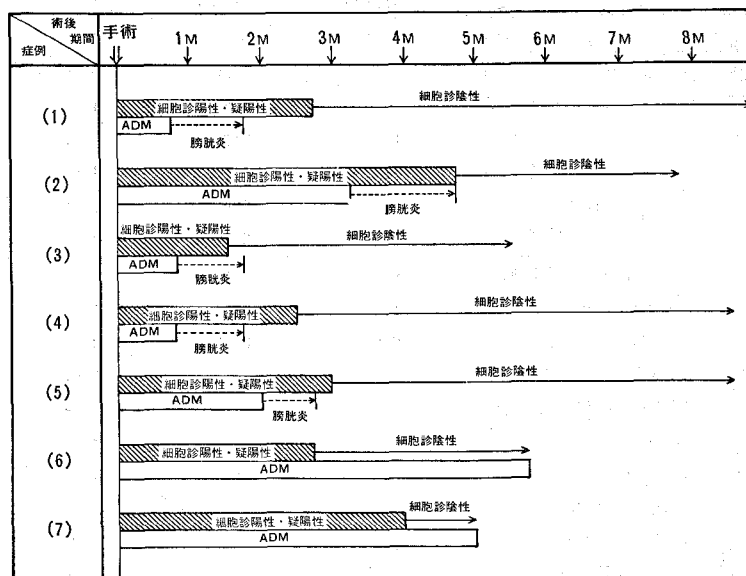 術後
期間
症例
手術
1M 2M 3M 4M 5M 6M 7M 8M
(1)
細胞診陽性・疑陽性
細胞診陰性
ADM
膀胱炎
(2)
細胞診陽性・疑陽性
細胞診陰性
ADM
膀胱炎
(3)
細胞診陽性・疑陽性
細胞診陰性
ADM
膀胱炎
(4)
細胞診陽性・疑陽性
細胞診陰性
ADM
膀胱炎
(5)
細胞診陽性・疑陽性
細胞診陰性
ADM
膀胱炎
(6)
細胞診陽性・疑陽性
細胞診陰性
ADM
(7)
細胞診陽性・疑陽性
細胞診陰性
ADM